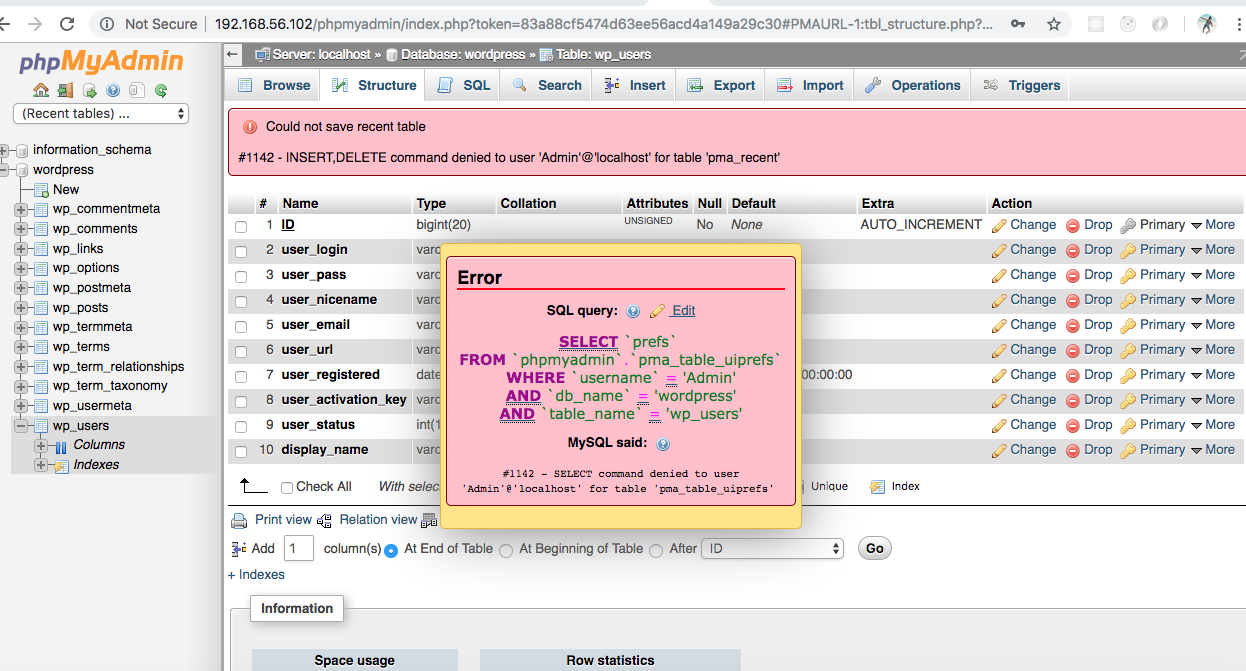 Not Secure | 192.168.56.102/phpmyadmin/index.php?token=83a88cf5474d63ee56acd4a149a29c30#PMAURL-1:tbl_structure.php?...
phpMyAdmin
(Recent tables) ...
information_schema
wordpress
New
wp_commentmeta
wp_comments
wp_links
wp_options
wp_postmeta
wp_posts
wp_termmeta
wp_terms
wp_term_relationships
wp_term_taxonomy
wp_usermeta
wp_users
Columns
Indexes
Server: localhost » Database: wordpress » Table: wp_users
Browse Structure SQL Search Insert Export Import Operations Triggers
Could not save recent table
#1142 - INSERT,DELETE command denied to user 'Admin'@'localhost' for table 'pma_recent'
# Name Type Collation Attributes Null Default Extra Action
1 ID bigint(20) UNSIGNED No None AUTO_INCREMENT Change Drop Primary More
2 user_login varc Change Drop Primary More
3 user_pass varc Change Drop Primary More
4 user_nicename varc Change Drop Primary More
5 user_email varc Change Drop Primary More
6 user_url varc Change Drop Primary More
7 user_registered date 00:00:00 Change Drop Primary More
8 user_activation_key varc Change Drop Primary More
9 user_status int(1 Change Drop Primary More
10 display_name varc Change Drop Primary More
Error
SQL query: Edit
SELECT `prefs`
FROM `phpmyadmin`.`pma_table_uiprefs`
WHERE `username` = 'Admin'
AND `db_name` = 'wordpress'
AND `table_name` = 'wp_users'
MySQL said:
#1142 - SELECT command denied to user
'Admin'@'localhost' for table 'pma_table_uiprefs'
Check All With selec Unique Index
Print view Relation view
Add 1 column(s) At End of Table At Beginning of Table After ID Go
+ Indexes
Information
Space usage Row statistics